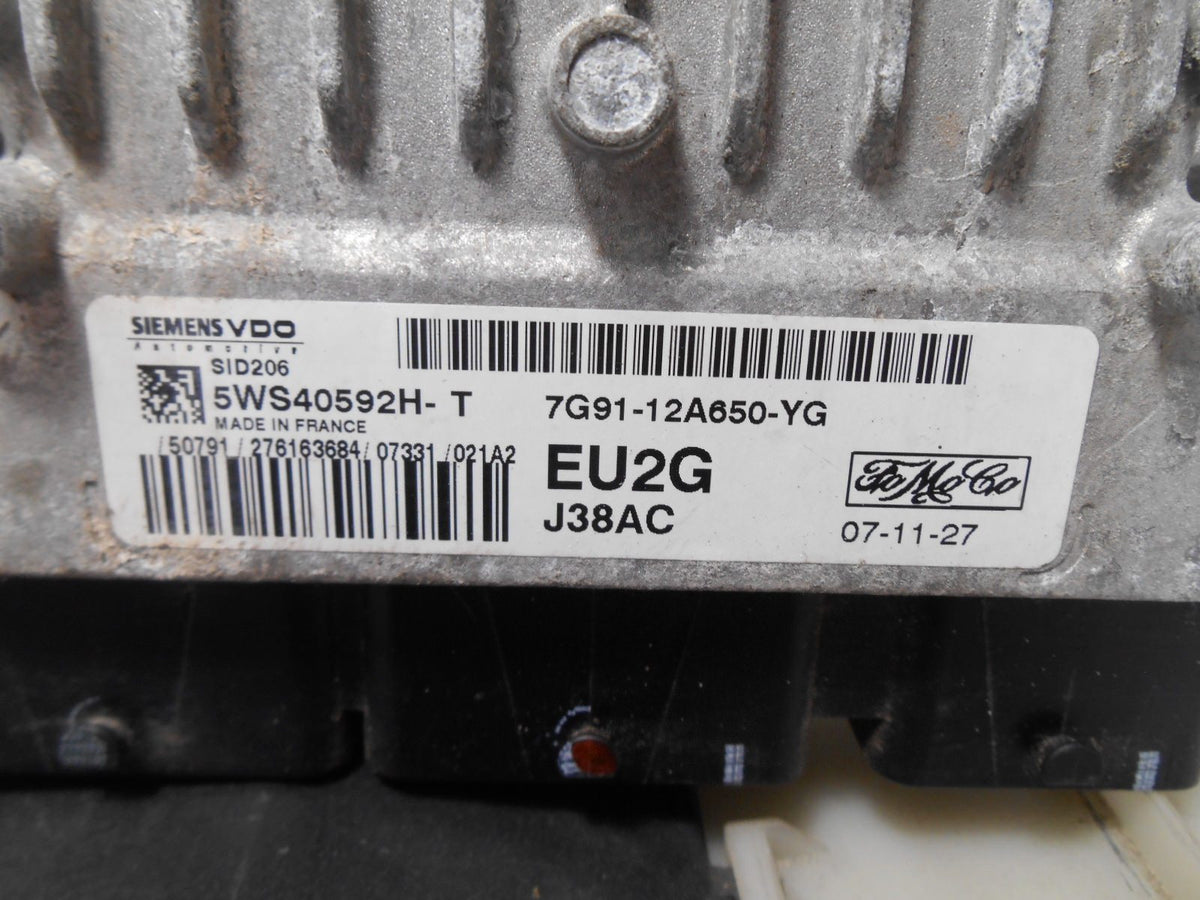 SIEMENS VDO
Automotive
SID206
5WS40592H- T
MADE IN FRANCE
/50791/276163684/07331/021A2
7G91-12A650-YG
EU2G
J38AC
FoMoCo
07-11-27